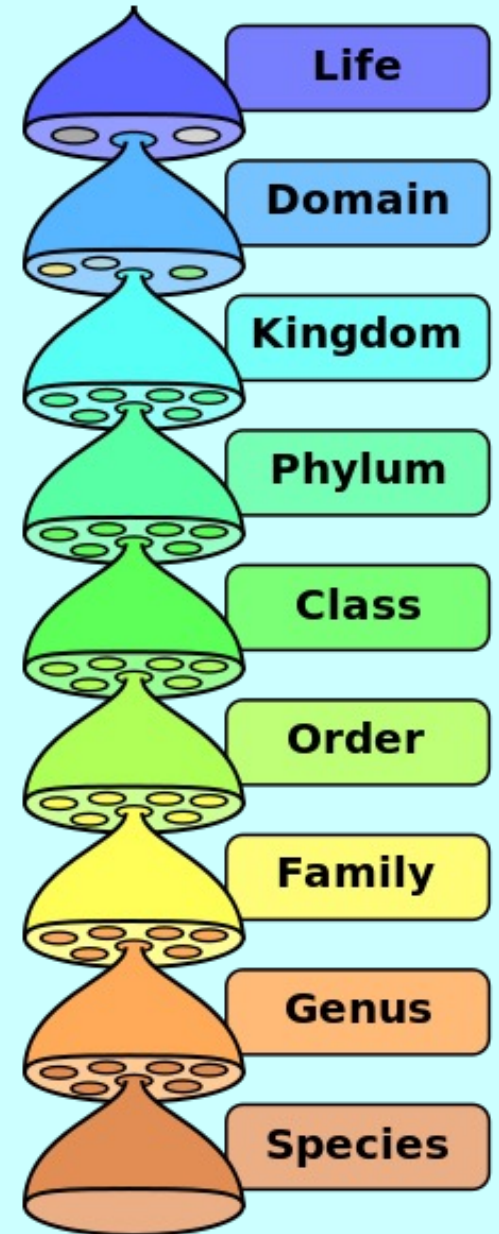 Life
Domain
Kingdom
Phylum
Class
Order
Family
Genus
Species